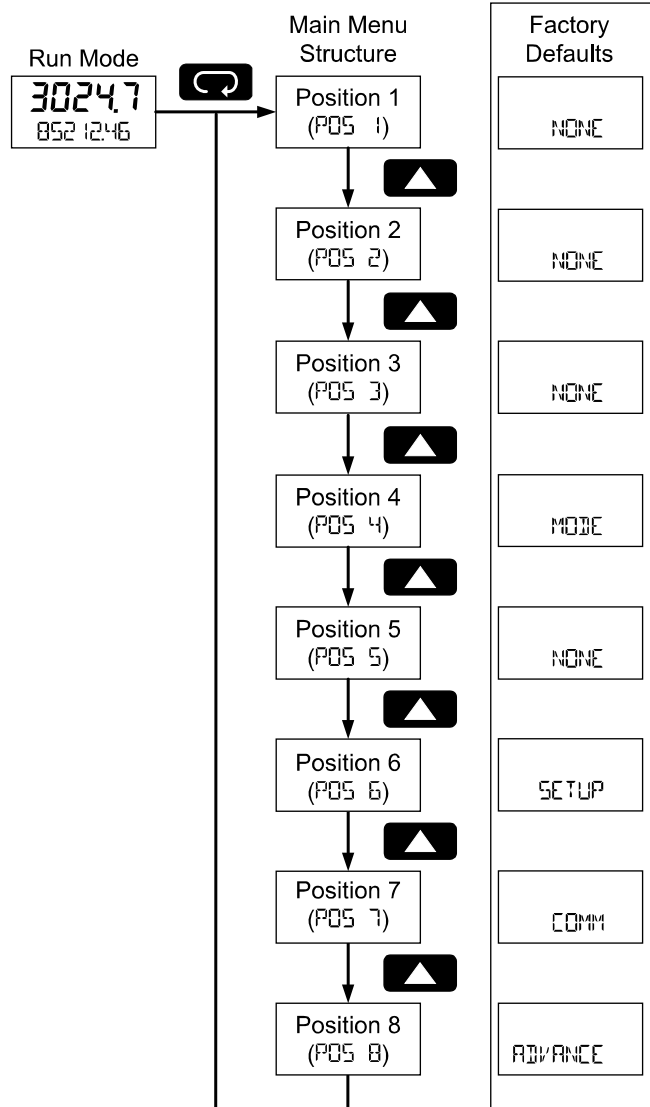 Main Menu Structure
Factory Defaults
Run Mode
3024.7
85212.46
Position 1
(POS 1)
NONE
Position 2
(POS 2)
NONE
Position 3
(POS 3)
NONE
Position 4
(POS 4)
MODE
Position 5
(POS 5)
NONE
Position 6
(POS 6)
SETUP
Position 7
(POS 7)
COMM
Position 8
(POS 8)
ADVANCE